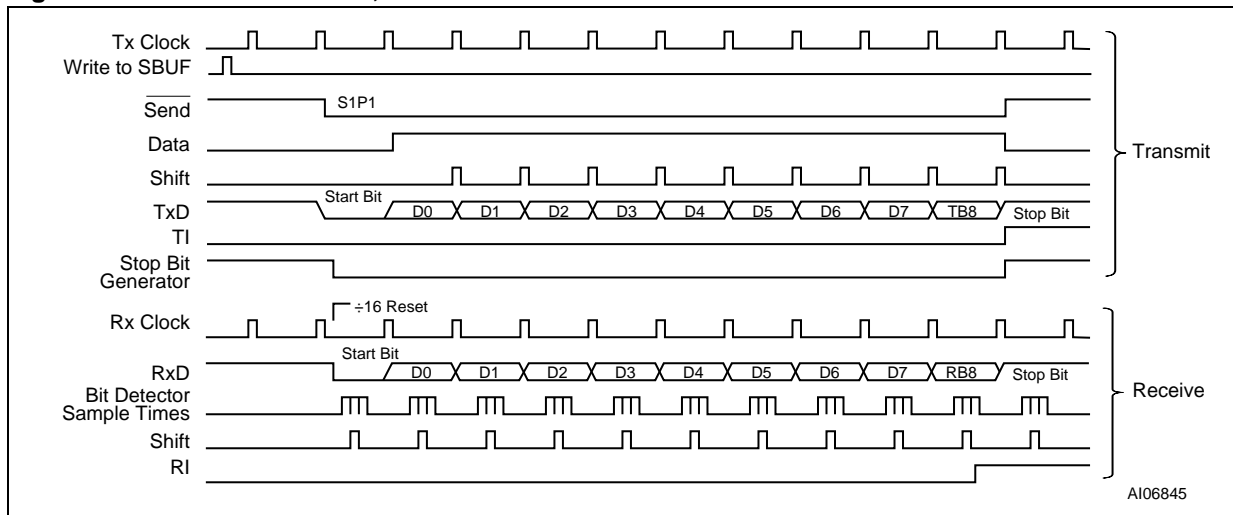 Tx Clock
Write to SBUF
Send
S1P1
Data
Shift
Start Bit
TxD
D0 D1 D2 D3 D4 D5 D6 D7 TB8 Stop Bit
TI
Stop Bit
Generator
Transmit
÷16 Reset
Rx Clock
Start Bit
RxD
D0 D1 D2 D3 D4 D5 D6 D7 RB8 Stop Bit
Bit Detector
Sample Times
Shift
RI
Receive
AI06845